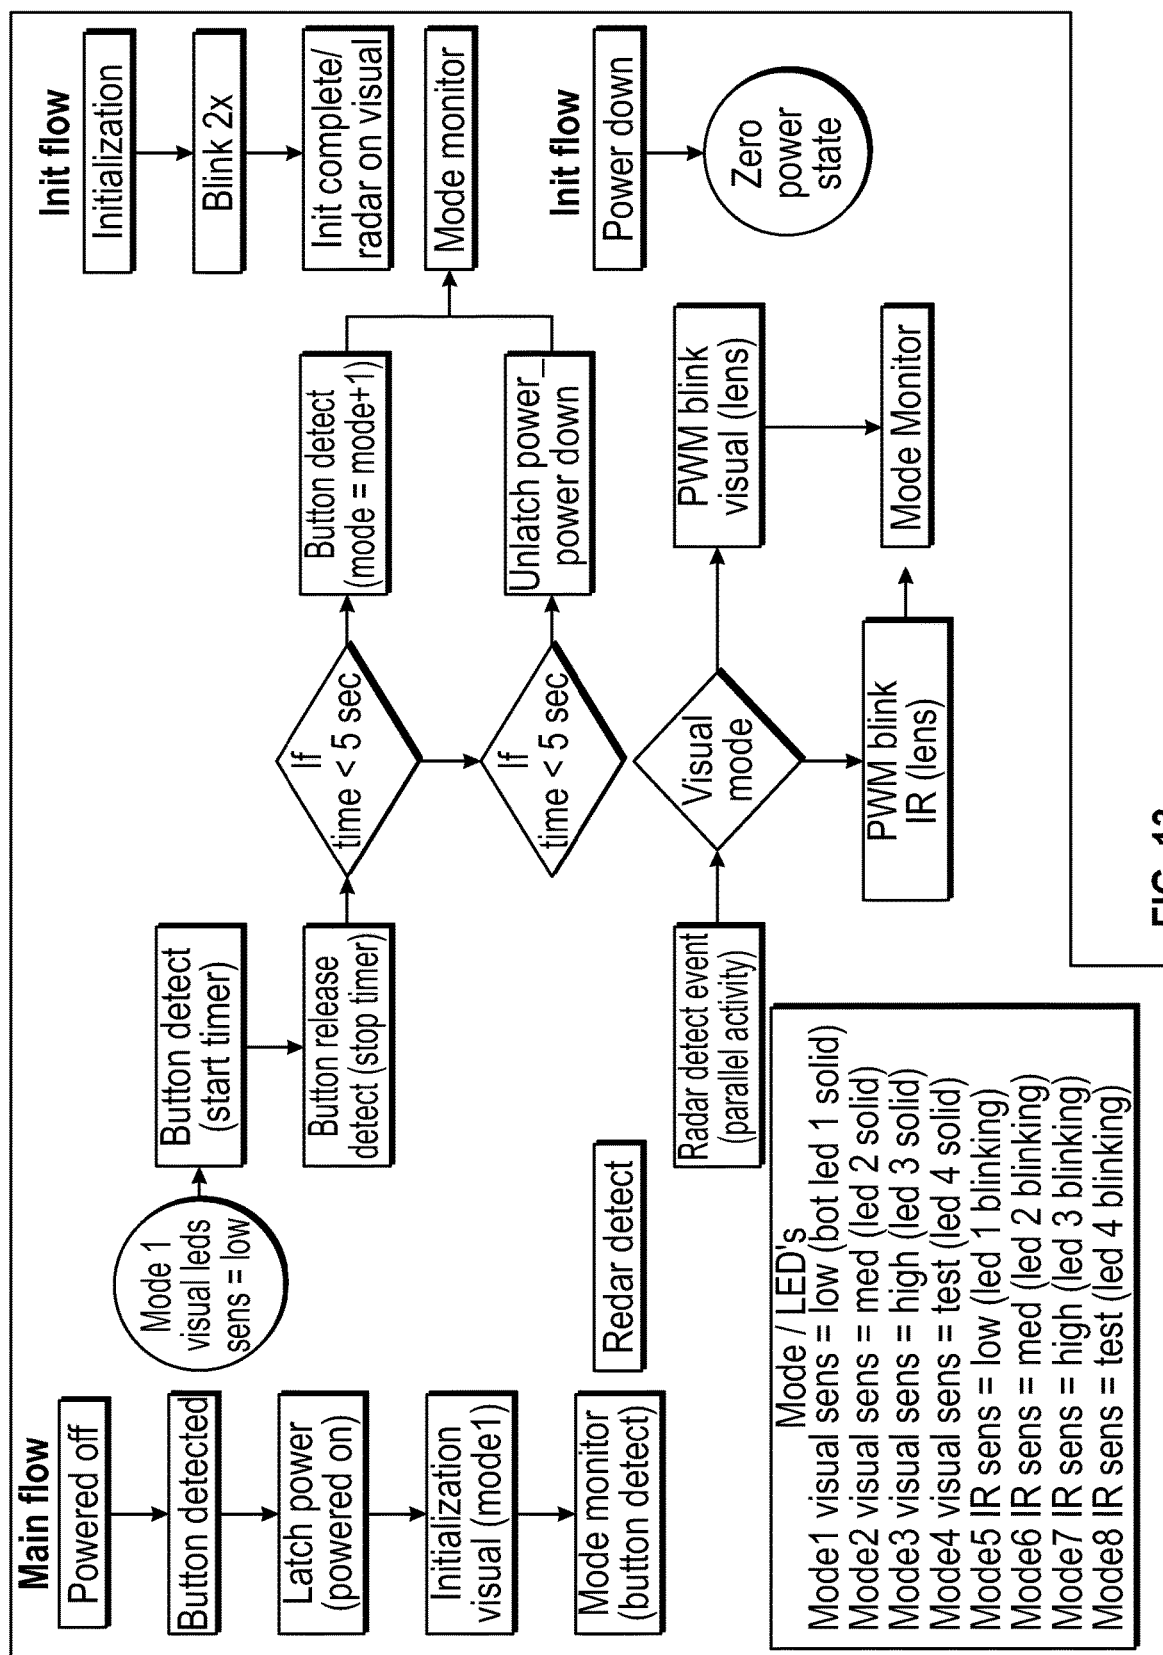 Main flow
Powered off
Button detected
Latch power
(powered on)
Initialization
visual (mode1)
Mode monitor
(button detect)
Mode 1
visual leds
sens = low
Button detect
(start timer)
Button release
detect (stop timer)
If
time < 5 sec
If
time < 5 sec
Button detect
(mode = mode+1)
Unlatch power_
power down
Mode monitor
Init flow
Initialization
Blink 2x
Init complete/
radar on visual
Init flow
Power down
Zero
power
state
Redar detect
Radar detect event
(parallel activity)
Visual
mode
PWM blink
visual (lens)
PWM blink
IR (lens)
Mode Monitor
Mode / LED's
Mode1 visual sens = low (bot led 1 solid)
Mode2 visual sens = med (led 2 solid)
Mode3 visual sens = high (led 3 solid)
Mode4 visual sens = test (led 4 solid)
Mode5 IR sens = low (led 1 blinking)
Mode6 IR sens = med (led 2 blinking)
Mode7 IR sens = high (led 3 blinking)
Mode8 IR sens = test (led 4 blinking)
FIG.